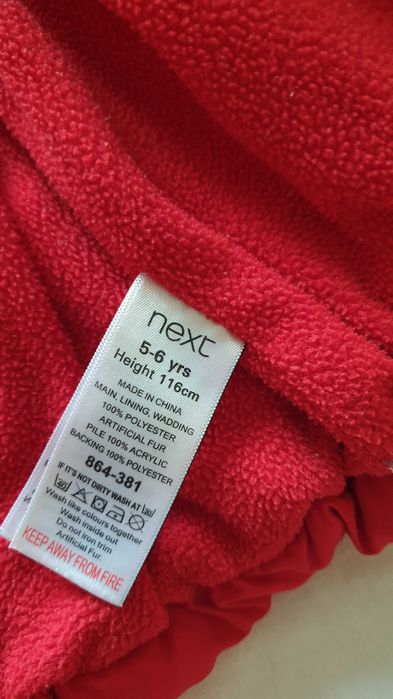 next
5-6 yrs
Height 116cm
MADE IN CHINA
MAIN, LINING, WADDING
100% POLYESTER
ARTIFICIAL FUR
PILE 100% ACRYLIC
BACKING 100% POLYESTER
864-381
IF IT'S NOT DIRTY WASH AT 30
30
Wash like colours together
Wash inside out
Do not iron trim
Artificial Fur.
KEEP AWAY FROM FIRE